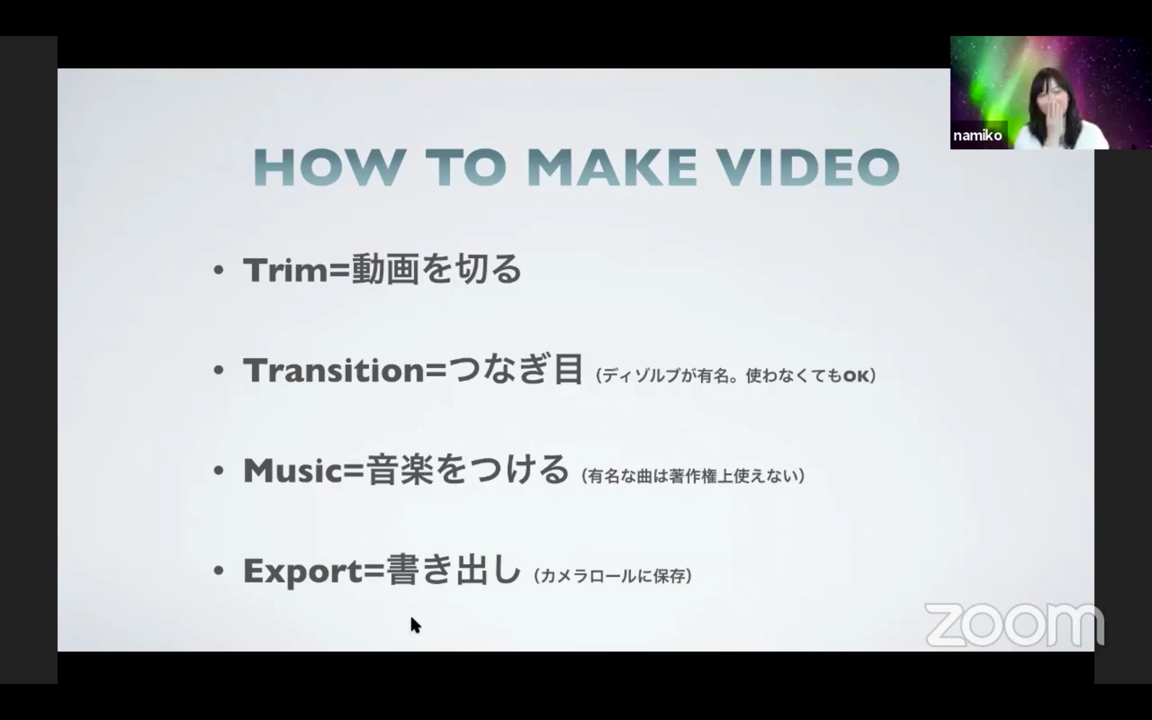 HOW TO MAKE VIDEO
namiko
• Trim=動画を切る
• Transition=つなぎ目（ディゾルブが有名。使わなくてもOK）
• Music=音楽をつける（有名な曲は著作権上使えない）
• Export=書き出し（カメラロールに保存）
zoom